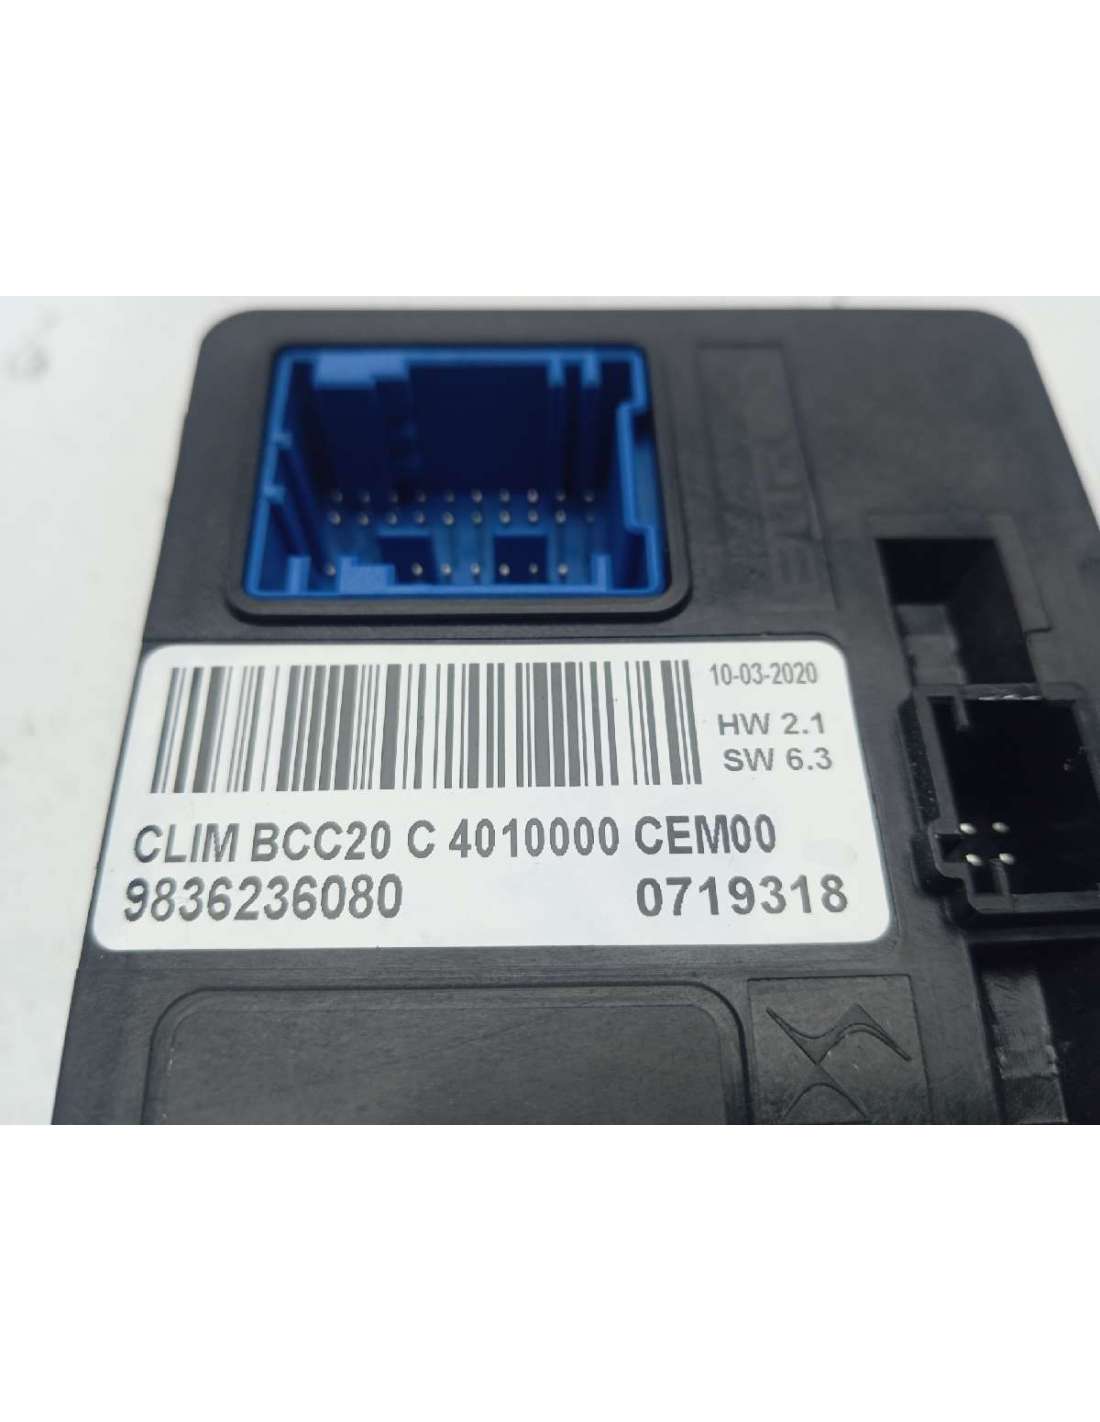 10-03-2020
HW 2.1
SW 6.3
CLIM BCC20 C 4010000 CEM00
9836236080 0719318